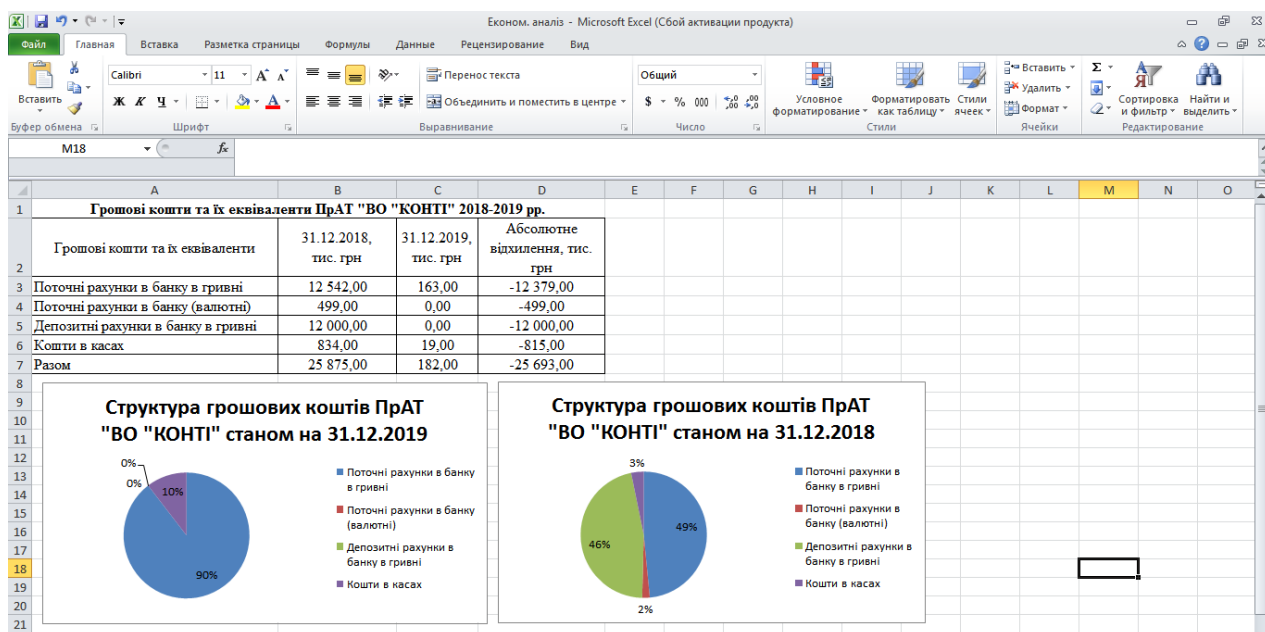 Економ. аналіз - Microsoft Excel (Сбой активации продукта)
Файл Главная Вставка Разметка страницы Формулы Данные Рецензирование Вид
Calibri 11 Перенос текста Общий Вставить
Вставить Ж К Ч Объединить и поместить в центре $ % 000 Условное форматирование Форматировать как таблицу Стили ячеек Удалить Формат Сортировка и фильтр Найти и выделить
Буфер обмена Шрифт Выравнивание Число Стили Ячейки Редактирование
M18 fx
A B C D E F G H I J K L M N O
1 Грошові кошти та їх еквіваленти ПрАТ "ВО "КОНТІ" 2018-2019 рр.
2 Грошові кошти та їх еквіваленти 31.12.2018, тис. грн 31.12.2019, тис. грн Абсолютне відхилення, тис. грн
3 Поточні рахунки в банку в гривні 12 542,00 163,00 -12 379,00
4 Поточні рахунки в банку (валютні) 499,00 0,00 -499,00
5 Депозитні рахунки в банку в гривні 12 000,00 0,00 -12 000,00
6 Кошти в касах 834,00 19,00 -815,00
7 Разом 25 875,00 182,00 -25 693,00
8
9
10
11
12
13
14
15
16
17
18
19
20
21
Структура грошових коштів ПрАТ
"ВО "КОНТІ" станом на 31.12.2019
0%
0%
10%
90%
Поточні рахунки в банку
в гривні
Поточні рахунки в банку
(валютні)
Депозитні рахунки в
банку в гривні
Кошти в касах
Структура грошових коштів ПрАТ
"ВО "КОНТІ" станом на 31.12.2018
3%
49%
46%
2%
Поточні рахунки в
банку в гривні
Поточні рахунки в
банку (валютні)
Депозитні рахунки в
банку в гривні
Кошти в касах